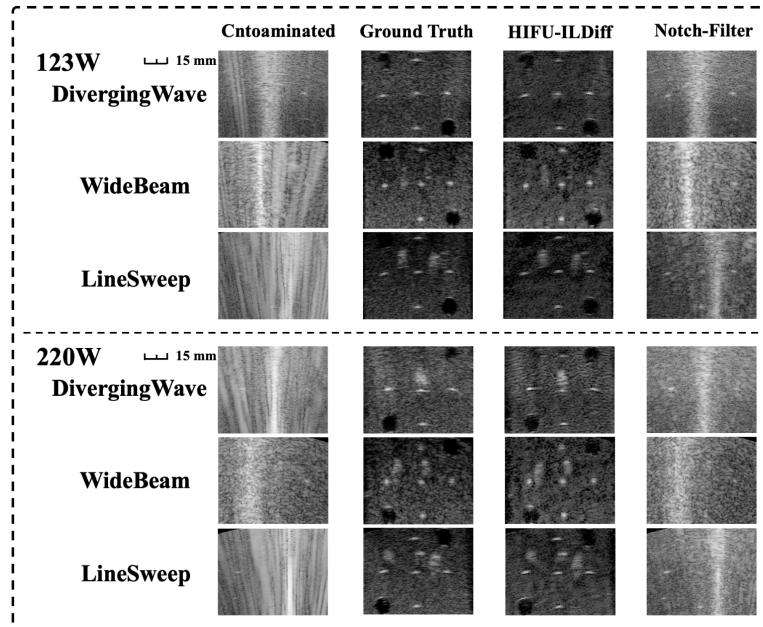 Cntoaminated Ground Truth HIFU-ILDiff Notch-Filter
123W 15 mm
DivergingWave
WideBeam
LineSweep
220W 15 mm
DivergingWave
WideBeam
LineSweep